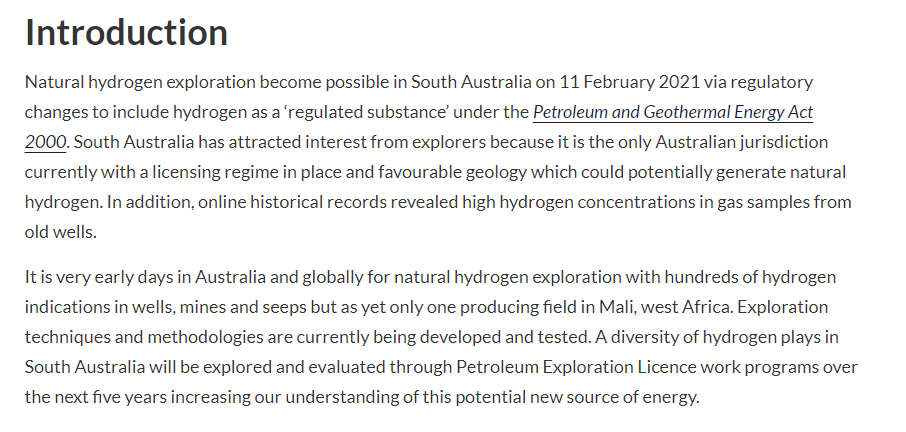 Introduction
Natural hydrogen exploration become possible in South Australia on 11 February 2021 via regulatory
changes to include hydrogen as a ‘regulated substance’ under the Petroleum and Geothermal Energy Act
2000. South Australia has attracted interest from explorers because it is the only Australian jurisdiction
currently with a licensing regime in place and favourable geology which could potentially generate natural
hydrogen. In addition, online historical records revealed high hydrogen concentrations in gas samples from
old wells.
It is very early days in Australia and globally for natural hydrogen exploration with hundreds of hydrogen
indications in wells, mines and seeps but as yet only one producing field in Mali, west Africa. Exploration
techniques and methodologies are currently being developed and tested. A diversity of hydrogen plays in
South Australia will be explored and evaluated through Petroleum Exploration Licence work programs over
the next five years increasing our understanding of this potential new source of energy.